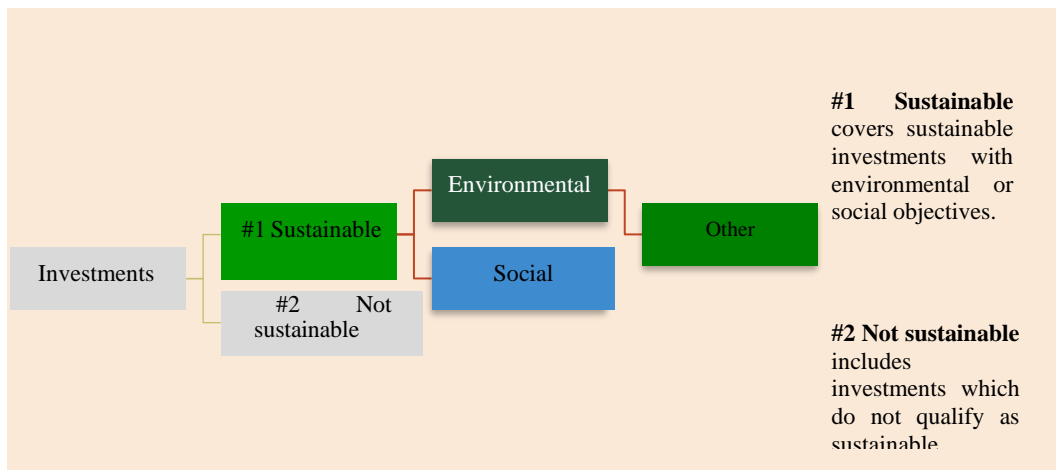 Investments
#1 Sustainable
#2 Not
sustainable
Environmental
Social
Other
#1 Sustainable
covers sustainable
investments with
environmental or
social objectives.
#2 Not sustainable
includes
investments which
do not qualify as
sustainable